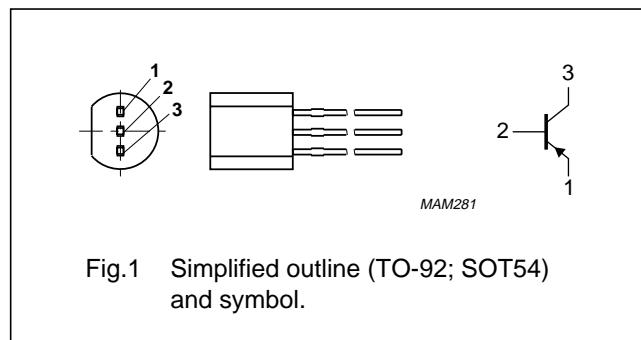 1
2
3
3
2
1
MAM281
Fig.1 Simplified outline (TO-92; SOT54)
and symbol.